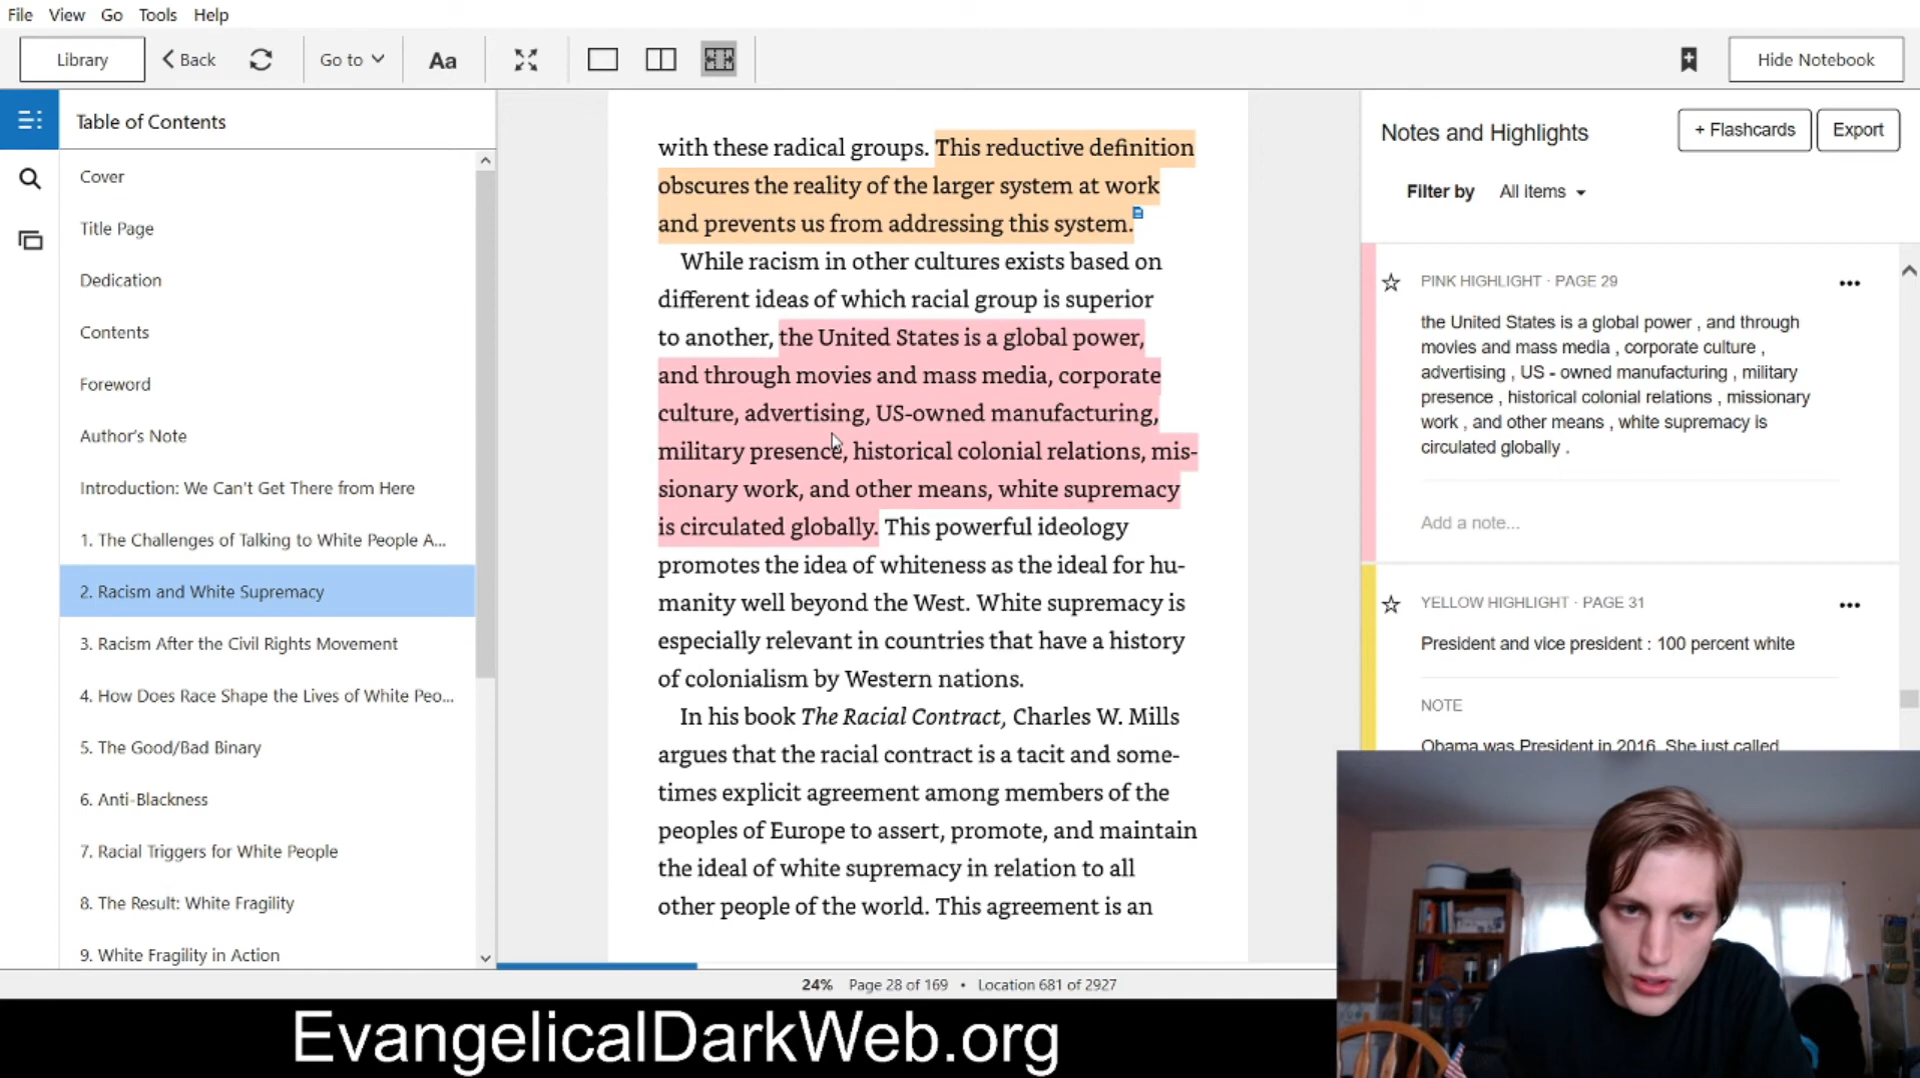 File View Go Tools Help
Library Back Go to Aa Hide Notebook
Table of Contents
Cover
Title Page
Dedication
Contents
Foreword
Author's Note
Introduction: We Can't Get There from Here
1. The Challenges of Talking to White People A...
2. Racism and White Supremacy
3. Racism After the Civil Rights Movement
4. How Does Race Shape the Lives of White Peo...
5. The Good/Bad Binary
6. Anti-Blackness
7. Racial Triggers for White People
8. The Result: White Fragility
9. White Fragility in Action
with these radical groups. This reductive definition
obscures the reality of the larger system at work
and prevents us from addressing this system.
While racism in other cultures exists based on
different ideas of which racial group is superior
to another, the United States is a global power,
and through movies and mass media, corporate
culture, advertising, US-owned manufacturing,
military presence, historical colonial relations, mis-
sionary work, and other means, white supremacy
is circulated globally. This powerful ideology
promotes the idea of whiteness as the ideal for hu-
manity well beyond the West. White supremacy is
especially relevant in countries that have a history
of colonialism by Western nations.
In his book The Racial Contract, Charles W. Mills
argues that the racial contract is a tacit and some-
times explicit agreement among members of the
peoples of Europe to assert, promote, and maintain
the ideal of white supremacy in relation to all
other people of the world. This agreement is an
24% Page 28 of 169 • Location 681 of 2927
Notes and Highlights
+ Flashcards Export
Filter by All items
PINK HIGHLIGHT · PAGE 29
the United States is a global power , and through
movies and mass media , corporate culture ,
advertising , US - owned manufacturing , military
presence , historical colonial relations , missionary
work , and other means , white supremacy is
circulated globally .
Add a note...
YELLOW HIGHLIGHT · PAGE 31
President and vice president : 100 percent white
NOTE
Obama was President in 2016. She just called
EvangelicalDarkWeb.org